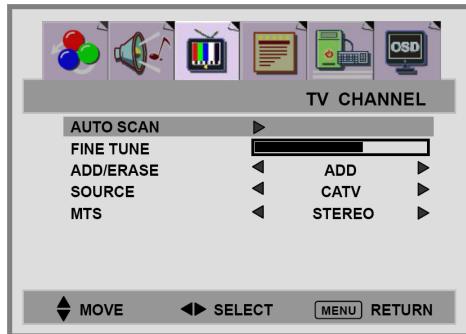 OSD
TV CHANNEL
AUTO SCAN
FINE TUNE
ADD/ERASE ADD
SOURCE CATV
MTS STEREO
MOVE SELECT MENU RETURN